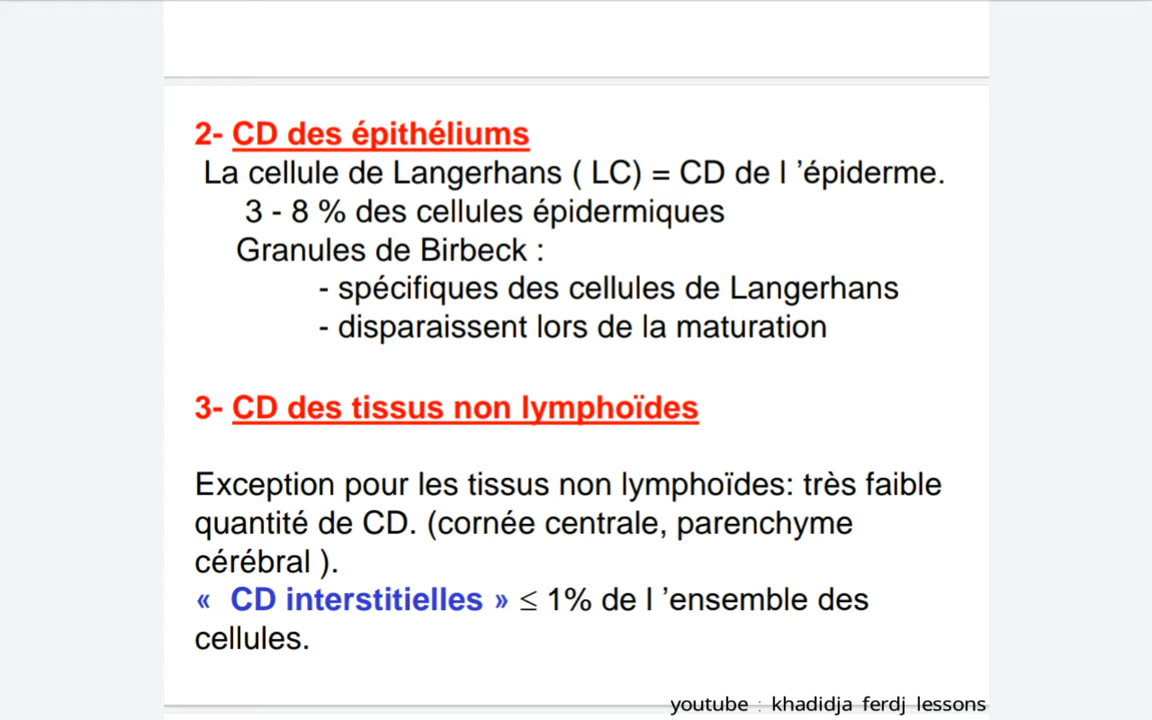 2- CD des épithéliums
La cellule de Langerhans ( LC) = CD de l ’épiderme.
3 - 8 % des cellules épidermiques
Granules de Birbeck :
- spécifiques des cellules de Langerhans
- disparaissent lors de la maturation
3- CD des tissus non lymphoïdes
Exception pour les tissus non lymphoïdes: très faible
quantité de CD. (cornée centrale, parenchyme
cérébral ).
« CD interstitielles » ≤ 1% de l ’ensemble des
cellules.
youtube : khadidja ferdj lessons